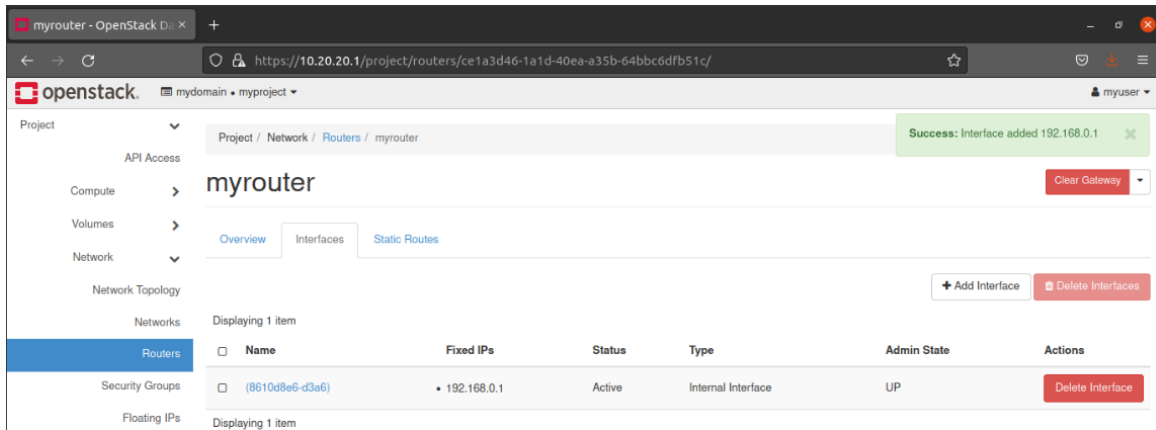 myrouter - OpenStack Da
https://10.20.20.1/project/routers/ce1a3d46-1a1d-40ea-a35b-64bbc6dfb51c/
openstack. mydomain • myproject myuser
Project
API Access
Compute
Volumes
Network
Network Topology
Networks
Routers
Security Groups
Floating IPs
Project / Network / Routers / myrouter
Success: Interface added 192.168.0.1
myrouter
Clear Gateway
Overview Interfaces Static Routes
+ Add Interface Delete Interfaces
Displaying 1 item
Name Fixed IPs Status Type Admin State Actions
(8610d8e6-d3a6) • 192.168.0.1 Active Internal Interface UP Delete Interface
Displaying 1 item